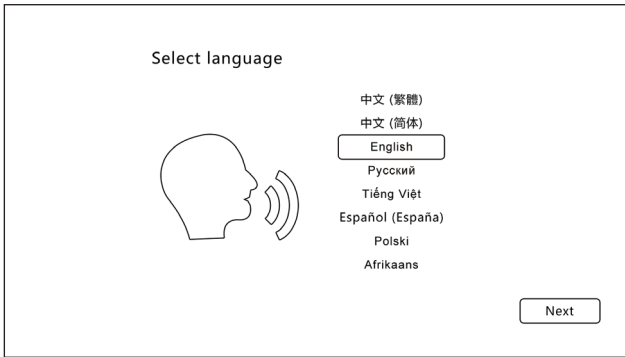 Select language
中文 (繁體)
中文 (简体)
English
Русский
Tiếng Việt
Español (España)
Polski
Afrikaans
Next